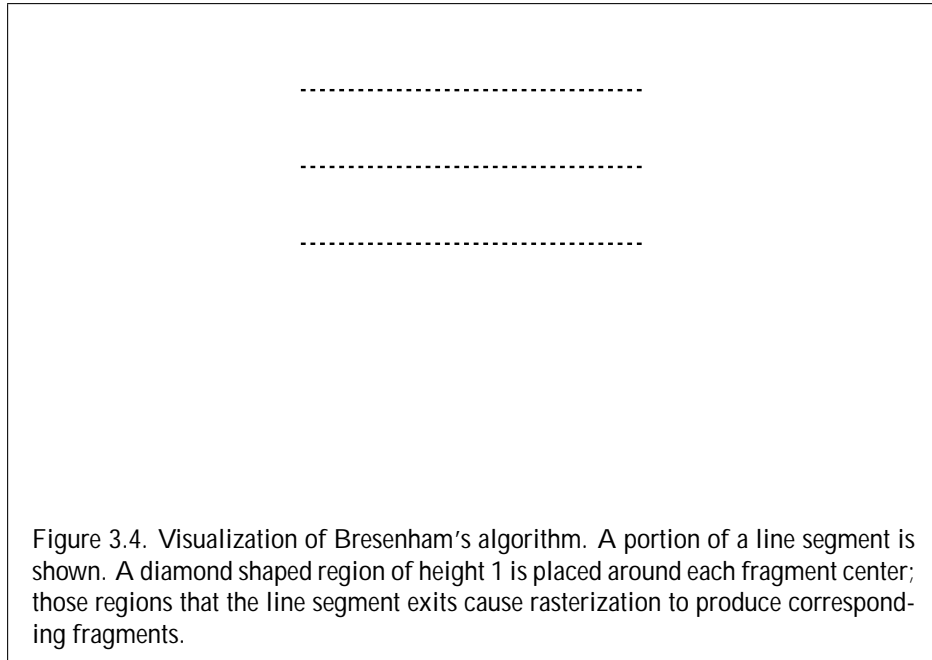 Figure 3.4. Visualization of Bresenham's algorithm. A portion of a line segment is
shown. A diamond shaped region of height 1 is placed around each fragment center;
those regions that the line segment exits cause rasterization to produce correspond-
ing fragments.